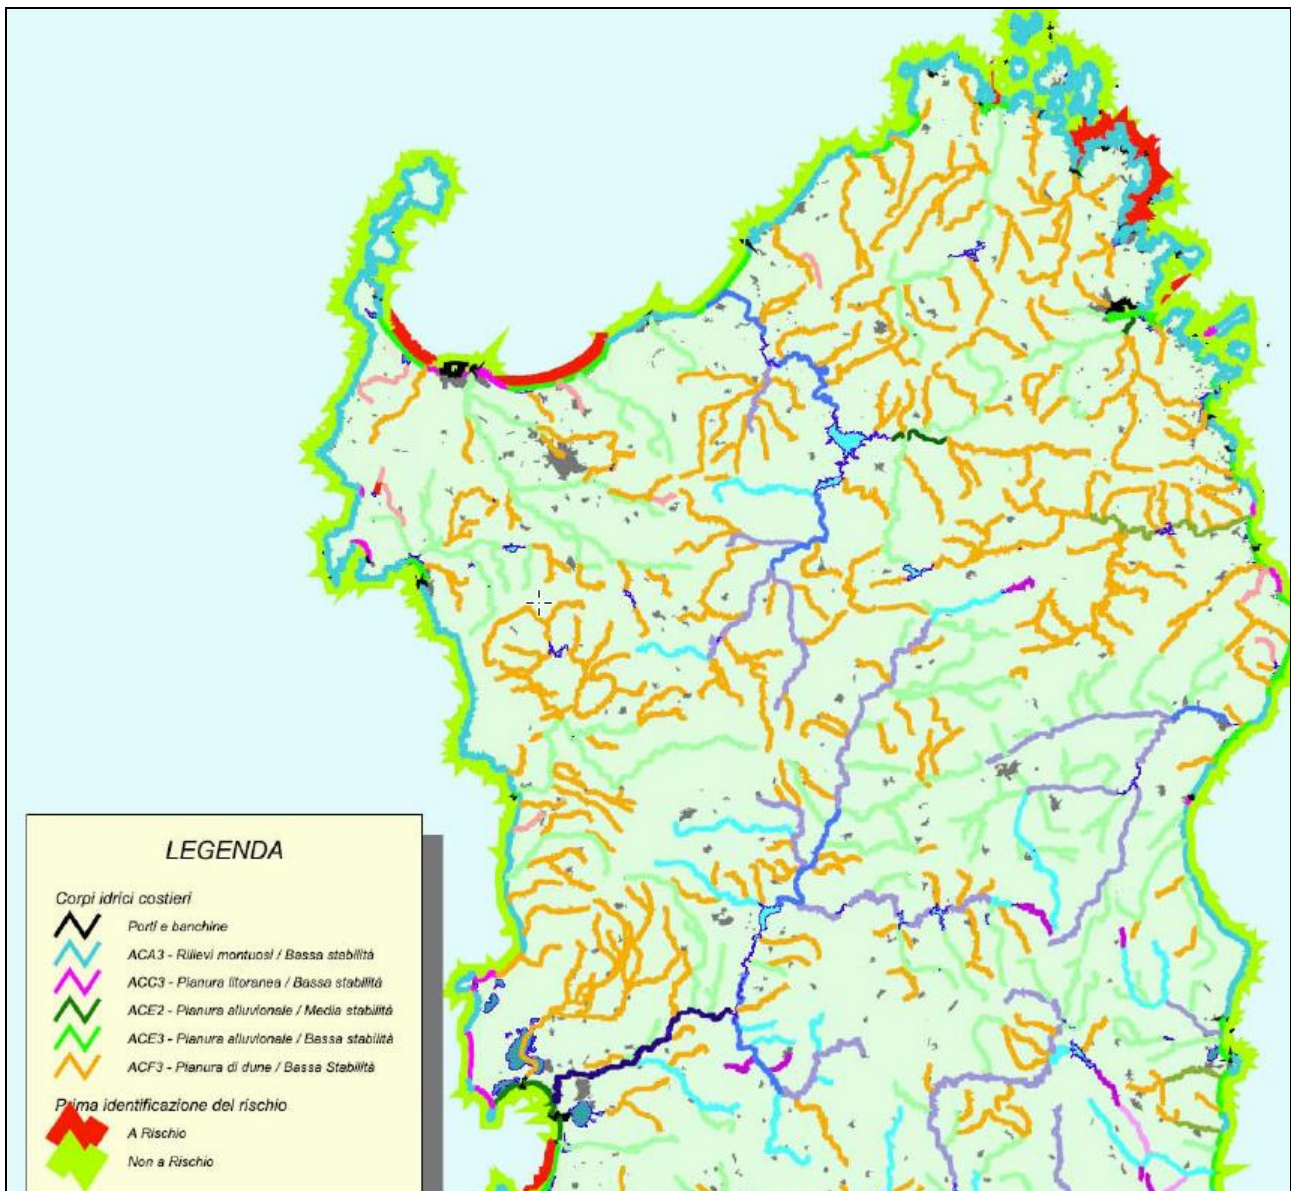 LEGENDA
Corpi idrici costieri
Porti e banchine
ACA3 - Rilievi montuosi / Bassa stabilità
ACC3 - Pianura litoranea / Bassa stabilità
ACE2 - Pianura alluvionale / Media stabilità
ACE3 - Pianura alluvionale / Bassa stabilità
ACF3 - Pianura di dune / Bassa Stabilità
Prima identificazione del rischio
A Rischio
Non a Rischio